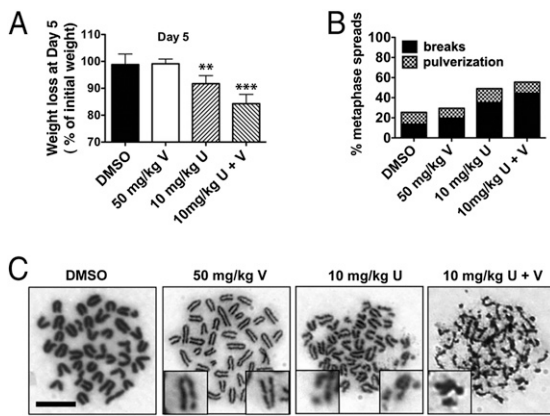 A
Day 5
Weight loss at Day 5
( % of initial weight)
110
100
90
80
70
**
***
DMSO
50 mg/kg V
10 mg/kg U
10mg/kg U + V
B
% metaphase spreads
100
80
60
40
20
0
breaks
pulverization
DMSO
50 mg/kg V
10 mg/kg U
10mg/kg U + V
C
DMSO
50 mg/kg V
10 mg/kg U
10 mg/kg U + V